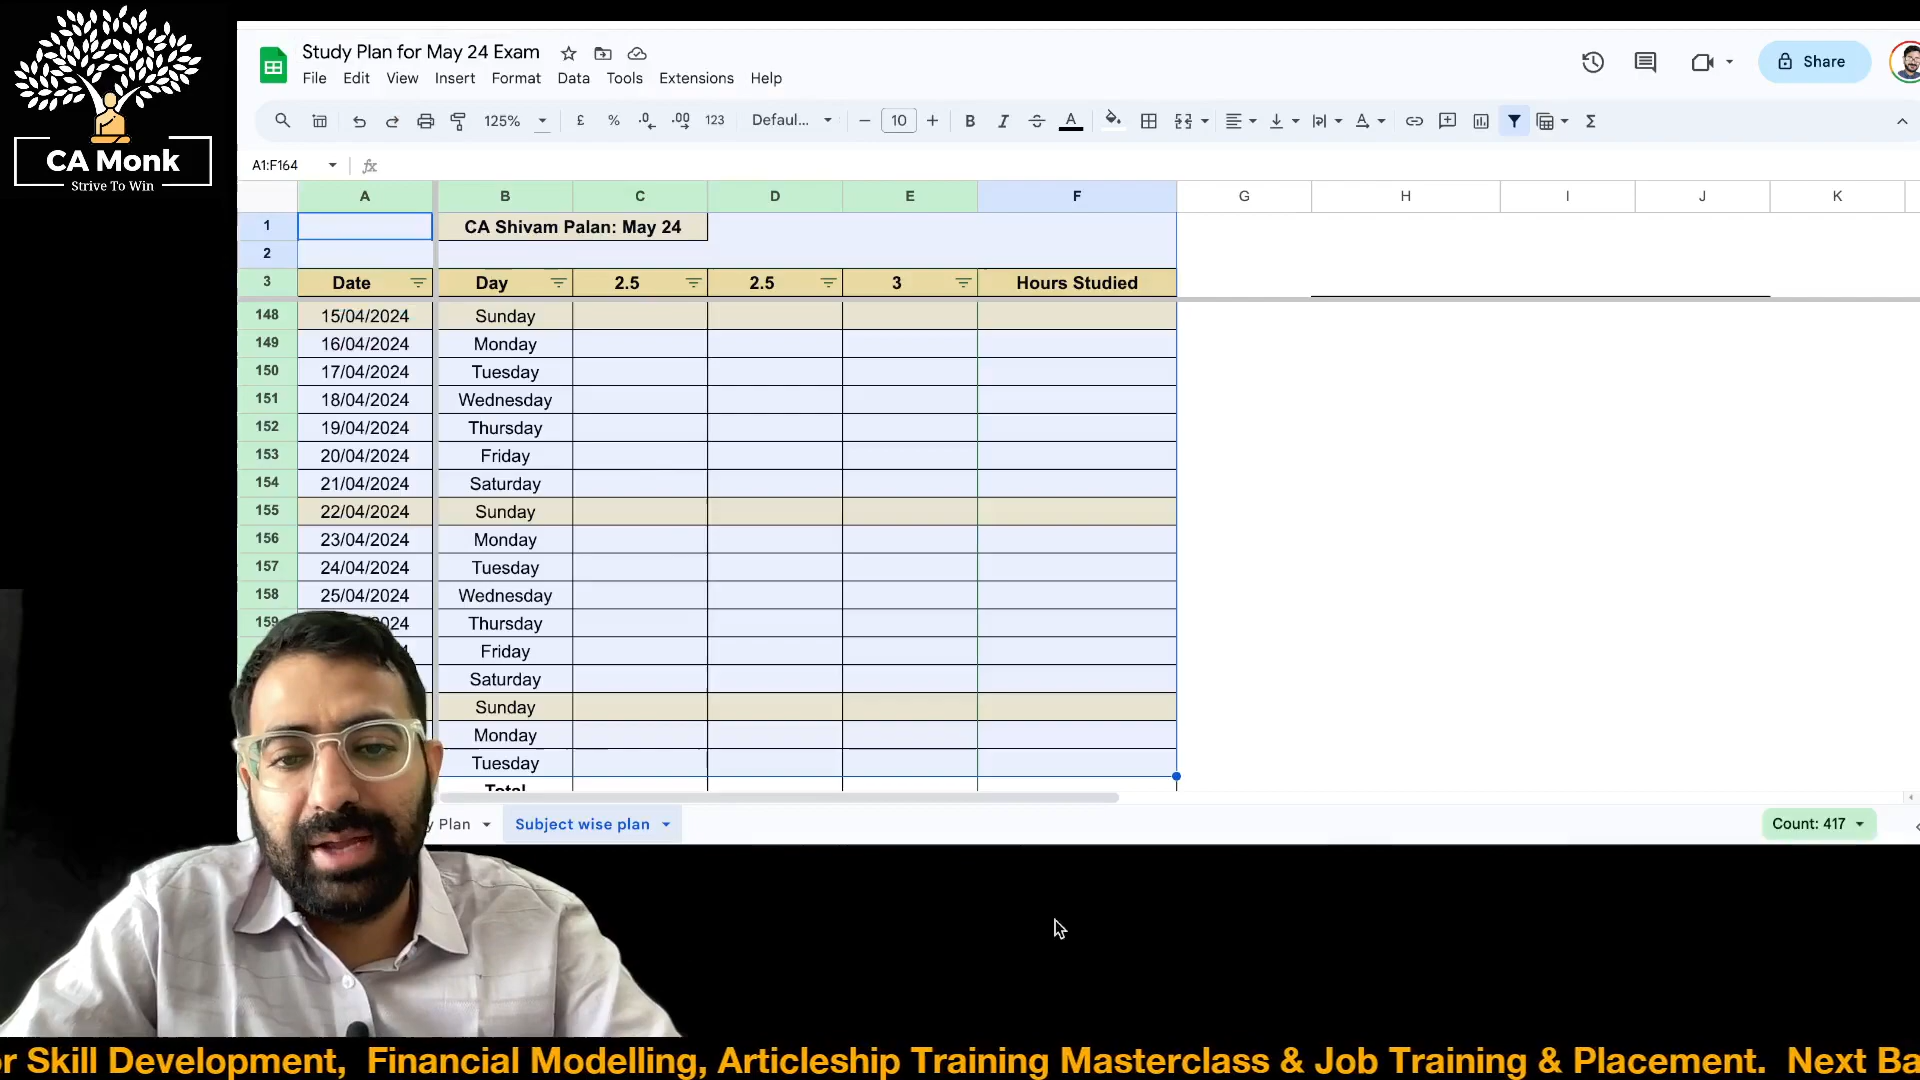 CA Monk
Strive To Win
Study Plan for May 24 Exam
File Edit View Insert Format Data Tools Extensions Help
Share
125% £ % .0 .00 123 Defaul... 10 B I A Σ
A1:F164 fx
A B C D E F G H I J K
1 CA Shivam Palan: May 24
2
3 Date Day 2.5 2.5 3 Hours Studied
148 15/04/2024 Sunday
149 16/04/2024 Monday
150 17/04/2024 Tuesday
151 18/04/2024 Wednesday
152 19/04/2024 Thursday
153 20/04/2024 Friday
154 21/04/2024 Saturday
155 22/04/2024 Sunday
156 23/04/2024 Monday
157 24/04/2024 Tuesday
158 25/04/2024 Wednesday
159 024 Thursday
Friday
Saturday
Sunday
Monday
Tuesday
Total
Plan Subject wise plan Count: 417
r Skill Development, Financial Modelling, Articleship Training Masterclass & Job Training & Placement. Next Ba